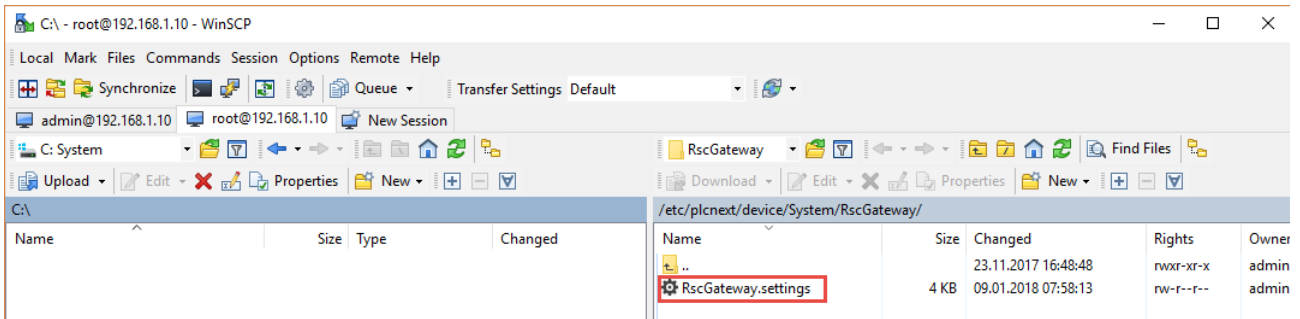 C:\ - root@192.168.1.10 - WinSCP
Local Mark Files Commands Session Options Remote Help
Synchronize Queue Transfer Settings Default
admin@192.168.1.10 root@192.168.1.10 New Session
C: System RscGateway Find Files
Upload Edit Properties New Download Edit Properties New
C:\ /etc/plcnext/device/System/RscGateway/
Name Size Type Changed Name Size Changed Rights Owner
.. 23.11.2017 16:48:48 rwxr-xr-x admin
RscGateway.settings 4 KB 09.01.2018 07:58:13 rw-r--r-- admin